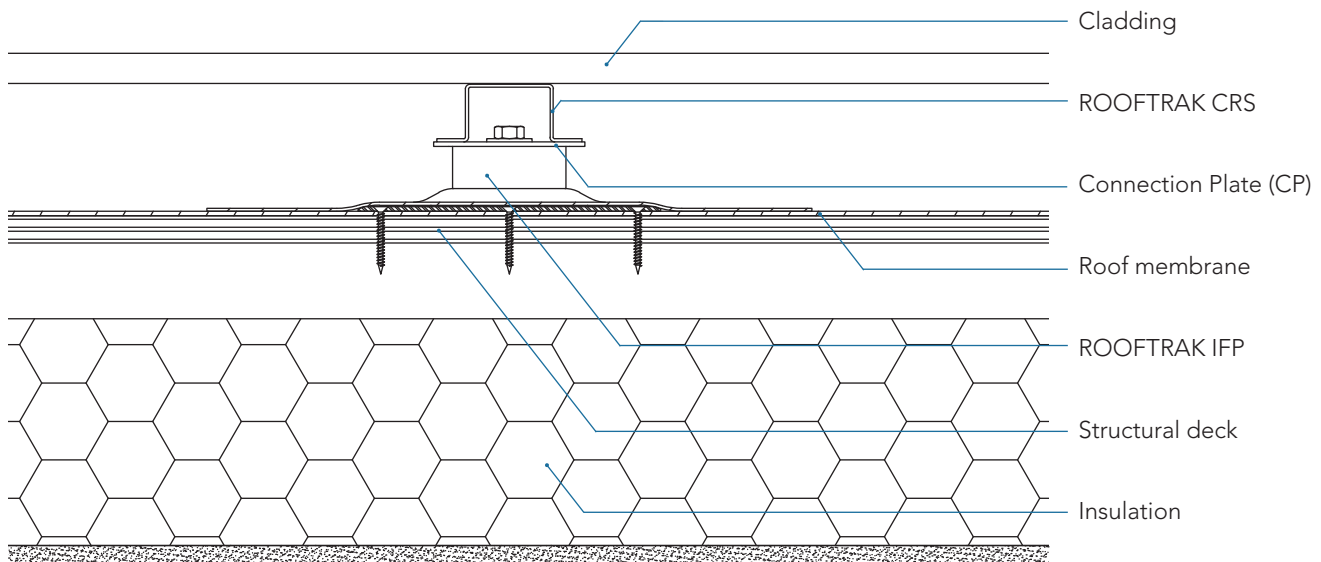 Cladding
ROOFTRAK CRS
Connection Plate (CP)
Roof membrane
ROOFTRAK IFP
Structural deck
Insulation